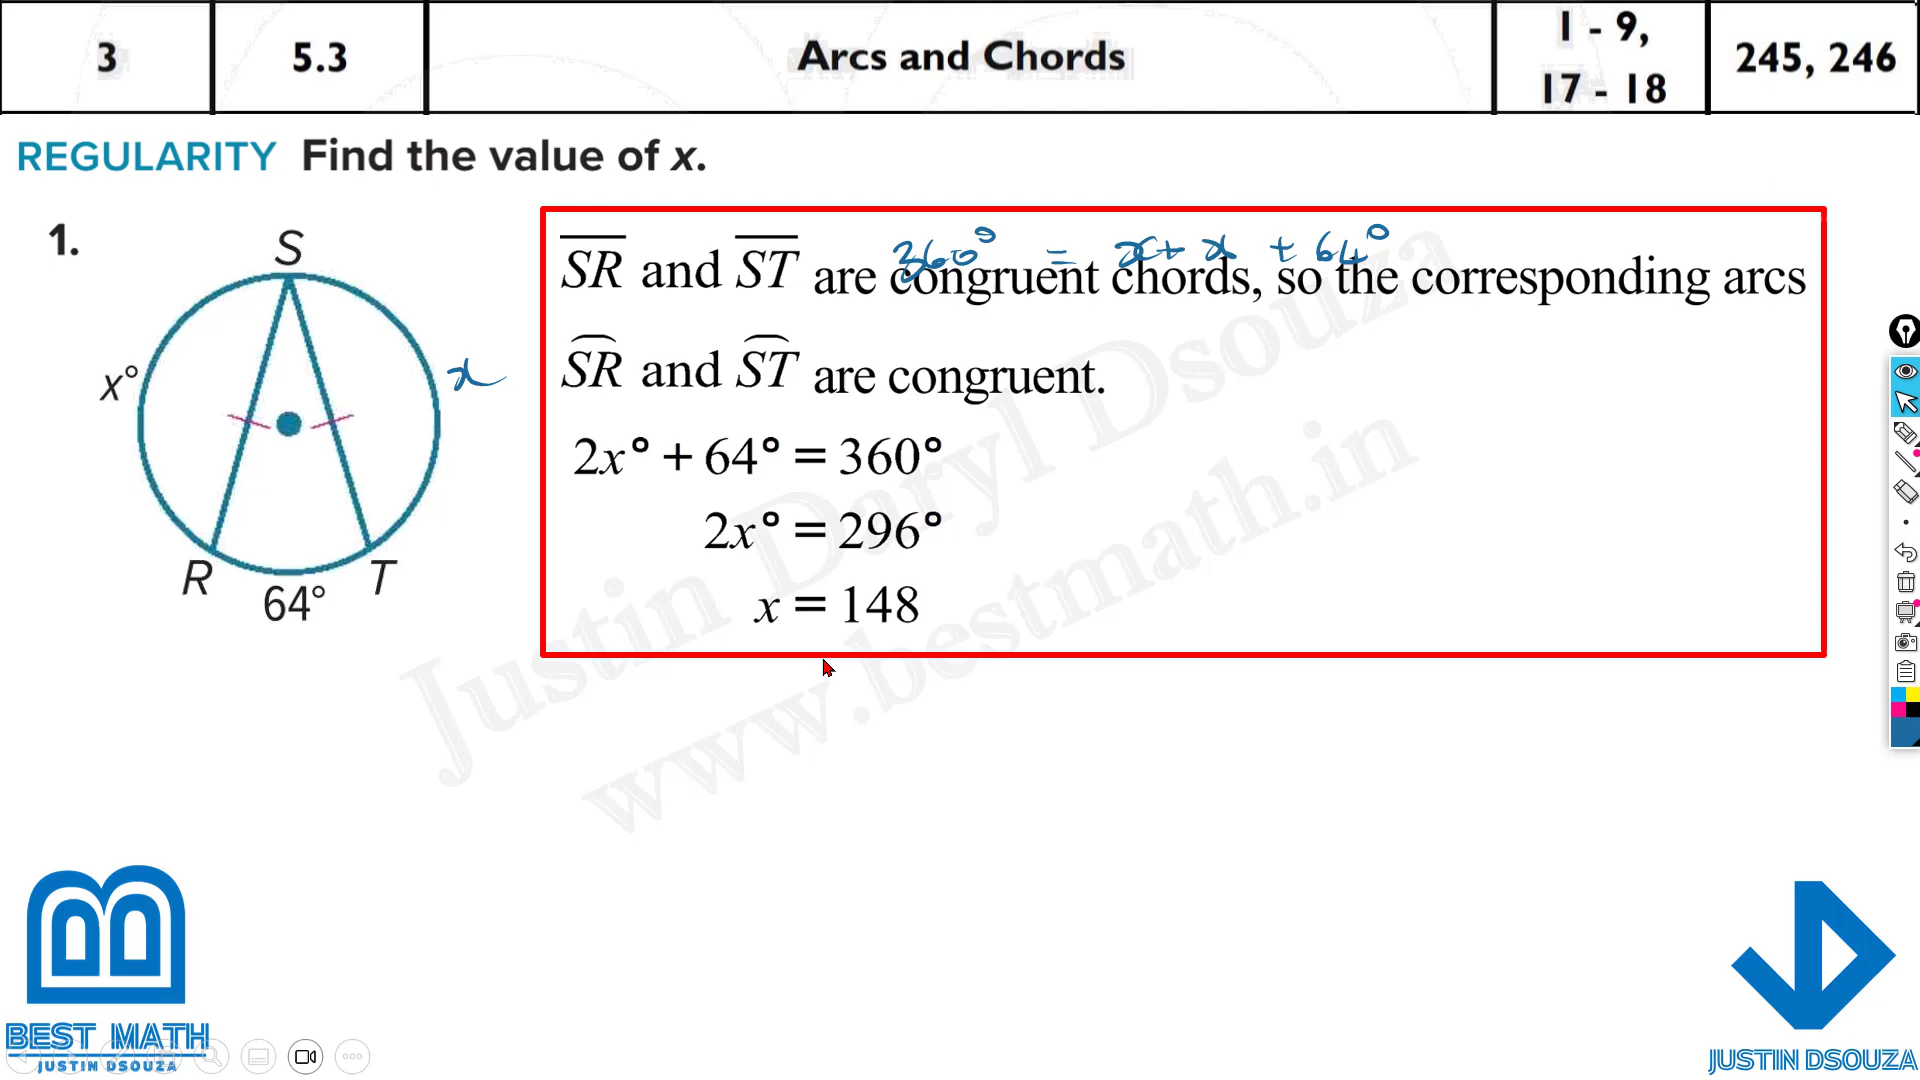 3
5.3
Arcs and Chords
1 - 9,
17 - 18
245, 246
REGULARITY Find the value of x.
1.
S
x°
x
R
T
64°
360° = x + x + 64°
SR and ST are congruent chords, so the corresponding arcs
SR and ST are congruent.
2x° + 64° = 360°
2x° = 296°
x = 148
Justin Daryl Dsouza
www.bestmath.in
BEST MATH
JUSTIN DSOUZA
JUSTIN DSOUZA